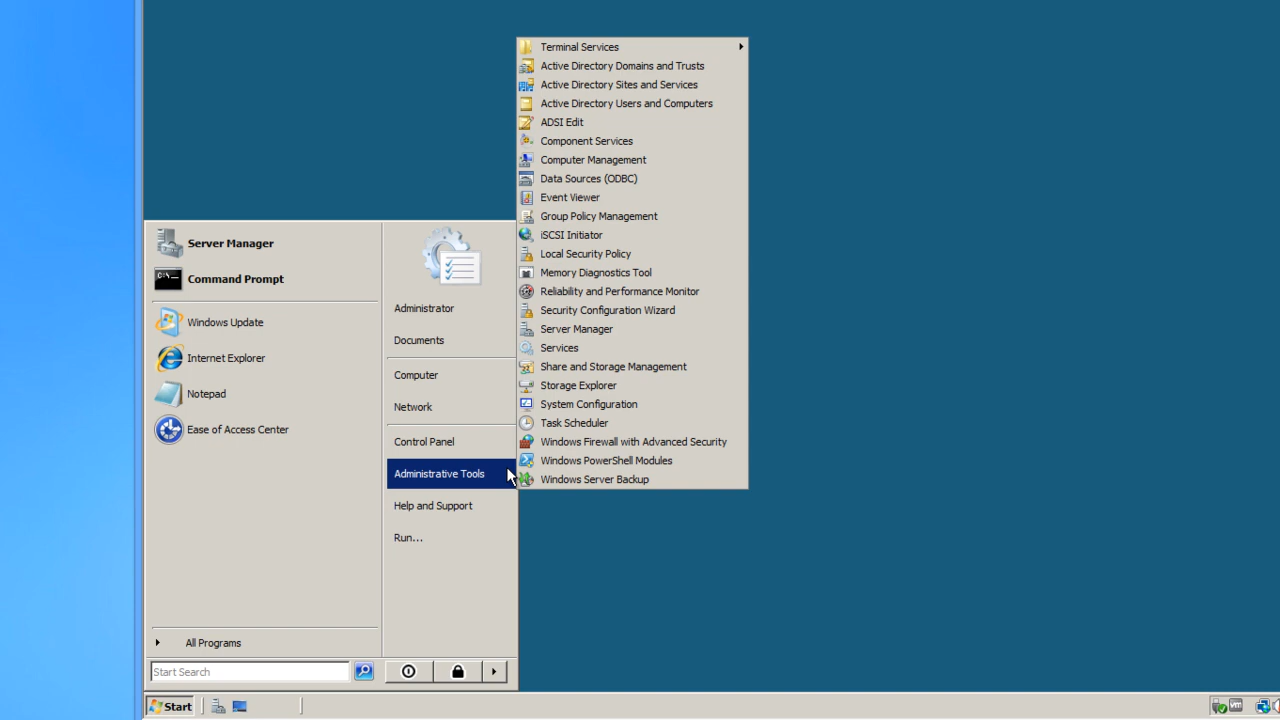 Terminal Services
Active Directory Domains and Trusts
Active Directory Sites and Services
Active Directory Users and Computers
ADSI Edit
Component Services
Computer Management
Data Sources (ODBC)
Event Viewer
Group Policy Management
iSCSI Initiator
Local Security Policy
Memory Diagnostics Tool
Reliability and Performance Monitor
Security Configuration Wizard
Server Manager
Services
Share and Storage Management
Storage Explorer
System Configuration
Task Scheduler
Windows Firewall with Advanced Security
Windows PowerShell Modules
Windows Server Backup
Server Manager
Command Prompt
Windows Update
Internet Explorer
Notepad
Ease of Access Center
All Programs
Start Search
Administrator
Documents
Computer
Network
Control Panel
Administrative Tools
Help and Support
Run...
Start